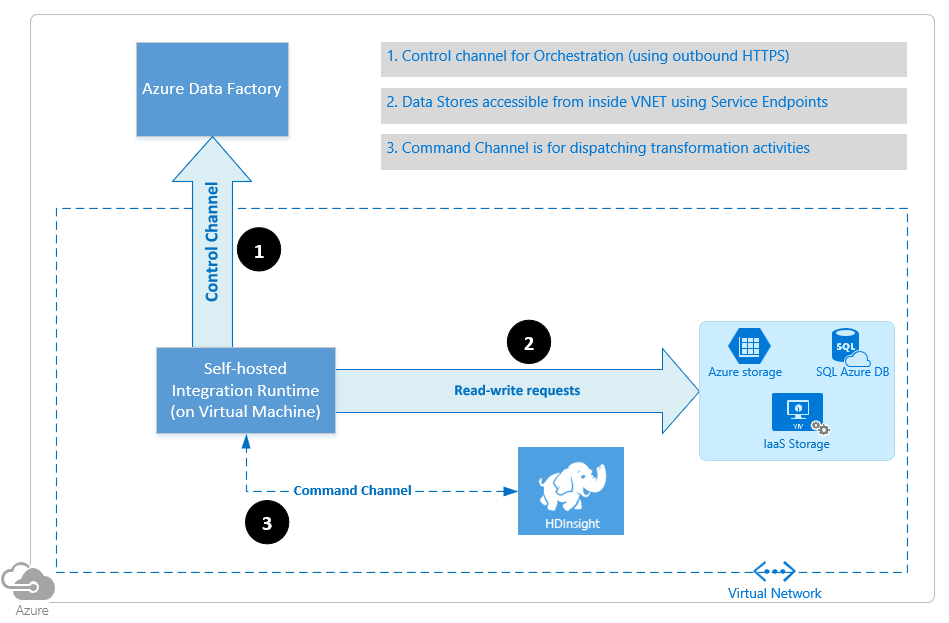 Azure Data Factory
1. Control channel for Orchestration (using outbound HTTPS)
2. Data Stores accessible from inside VNET using Service Endpoints
3. Command Channel is for dispatching transformation activities
Control Channel
1
Self-hosted
Integration Runtime
(on Virtual Machine)
2
Read-write requests
Azure storage
SQL
SQL Azure DB
VM
IaaS Storage
Command Channel
3
HDInsight
Virtual Network
Azure